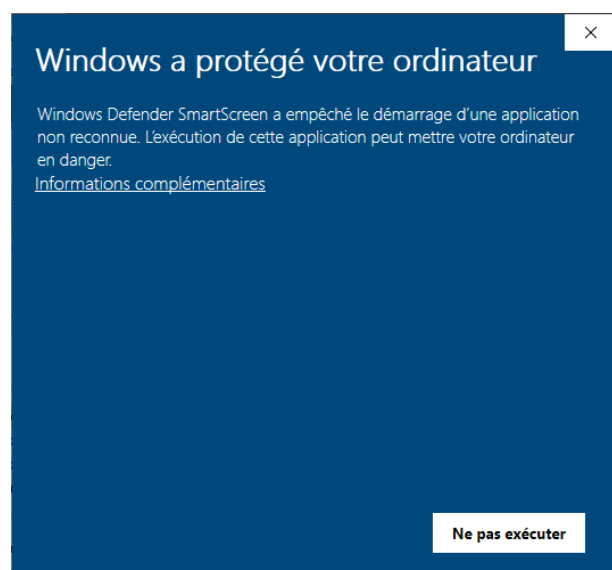 Windows a protégé votre ordinateur
Windows Defender SmartScreen a empêché le démarrage d’une application
non reconnue. L’exécution de cette application peut mettre votre ordinateur
en danger.
Informations complémentaires
Ne pas exécuter